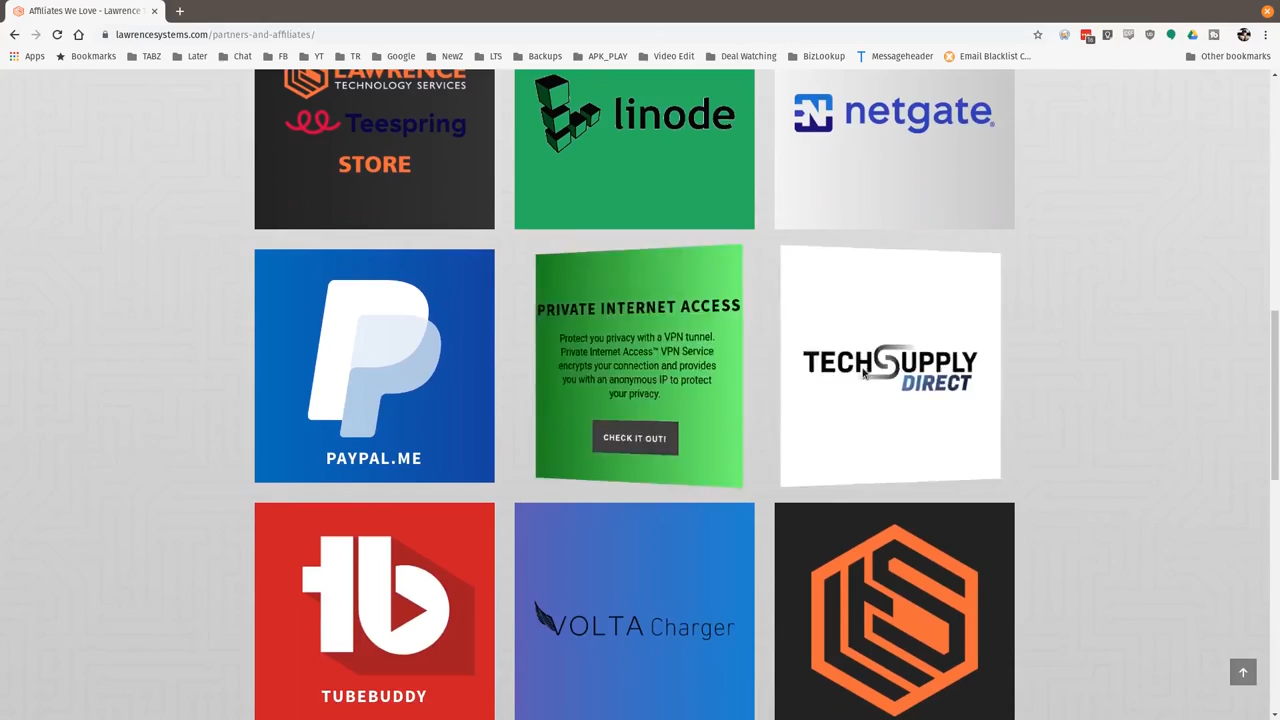 Affiliates We Love - Lawrence
lawrencesystems.com/partners-and-affiliates/
Apps Bookmarks TABZ Later Chat FB YT TR Google NewZ LTS Backups APK_PLAY Video Edit Deal Watching BizLookup Messageheader Email Blacklist C... Other bookmarks
LAWRENCE
TECHNOLOGY SERVICES
Teespring
STORE
linode
netgate
PAYPAL.ME
PRIVATE INTERNET ACCESS
Protect you privacy with a VPN tunnel.
Private Internet Access™ VPN Service
encrypts your connection and provides
you with an anonymous IP to protect
your privacy.
CHECK IT OUT!
TECHSUPPLY
DIRECT
tb
TUBEBUDDY
VOLTA Charger